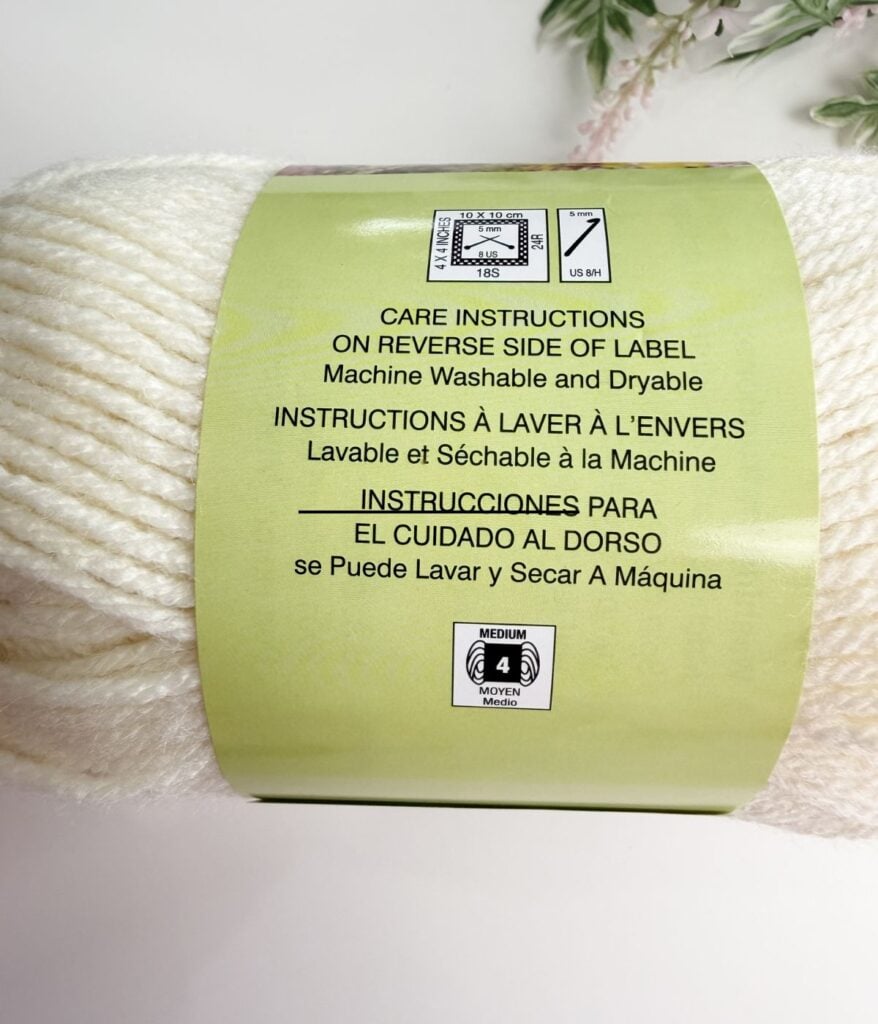 10 X 10 cm
4 X 4 INCHES
5 mm
8 US
24R
18S
5 mm
US 8/H
CARE INSTRUCTIONS
ON REVERSE SIDE OF LABEL
Machine Washable and Dryable
INSTRUCTIONS À LAVER À L'ENVERS
Lavable et Séchable à la Machine
INSTRUCCIONES PARA
EL CUIDADO AL DORSO
se Puede Lavar y Secar A Máquina
MEDIUM
4
MOYEN
Medio